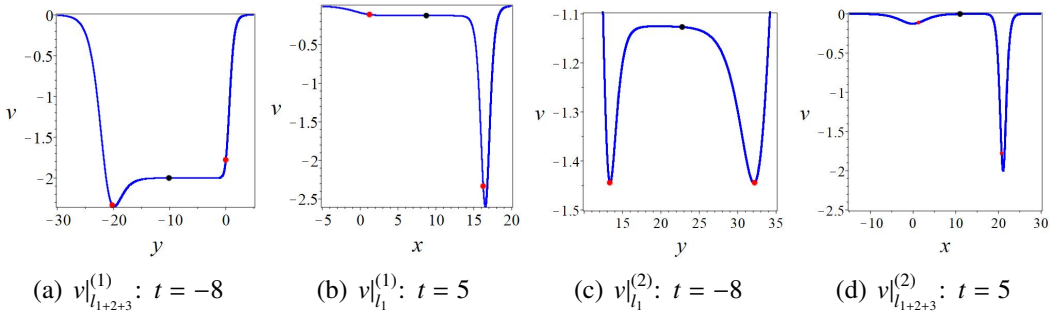 0
-0.5
-1
v
-1.5
-2
-30 -20 -10 0
y
(a) v|_{l_{1+2+3}}^{(1)}: t = −8
0
-0.5
-1
v
-1.5
-2
-2.5
-5 0 5 10 15 20
x
(b) v|_{l_1}^{(1)}: t = 5
-1.1
-1.2
v
-1.3
-1.4
-1.5
15 20 25 30
y
(c) v|_{l_1}^{(2)}: t = −8
0
-0.5
-1
v
-1.5
-2
-2.5
-10 0 10 20 30
x
(d) v|_{l_{1+2+3}}^{(2)}: t = 5